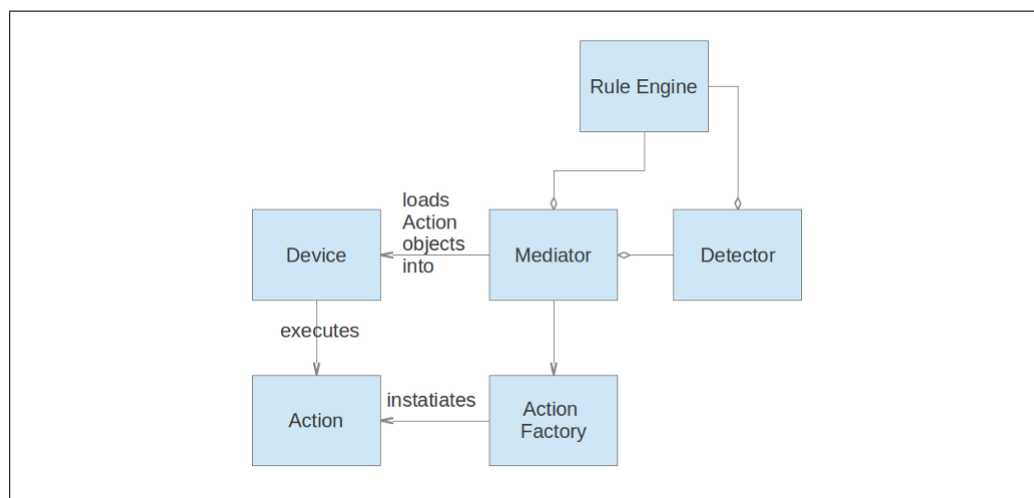 Rule Engine
loads
Action
objects
into
Device
Mediator
Detector
executes
Action
instatiates
Action
Factory